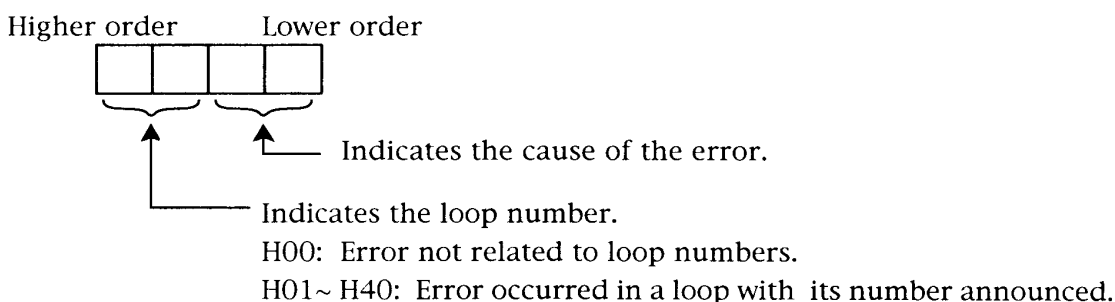 Higher order Lower order
Indicates the cause of the error.
Indicates the loop number.
H00: Error not related to loop numbers.
H01~ H40: Error occurred in a loop with its number announced.